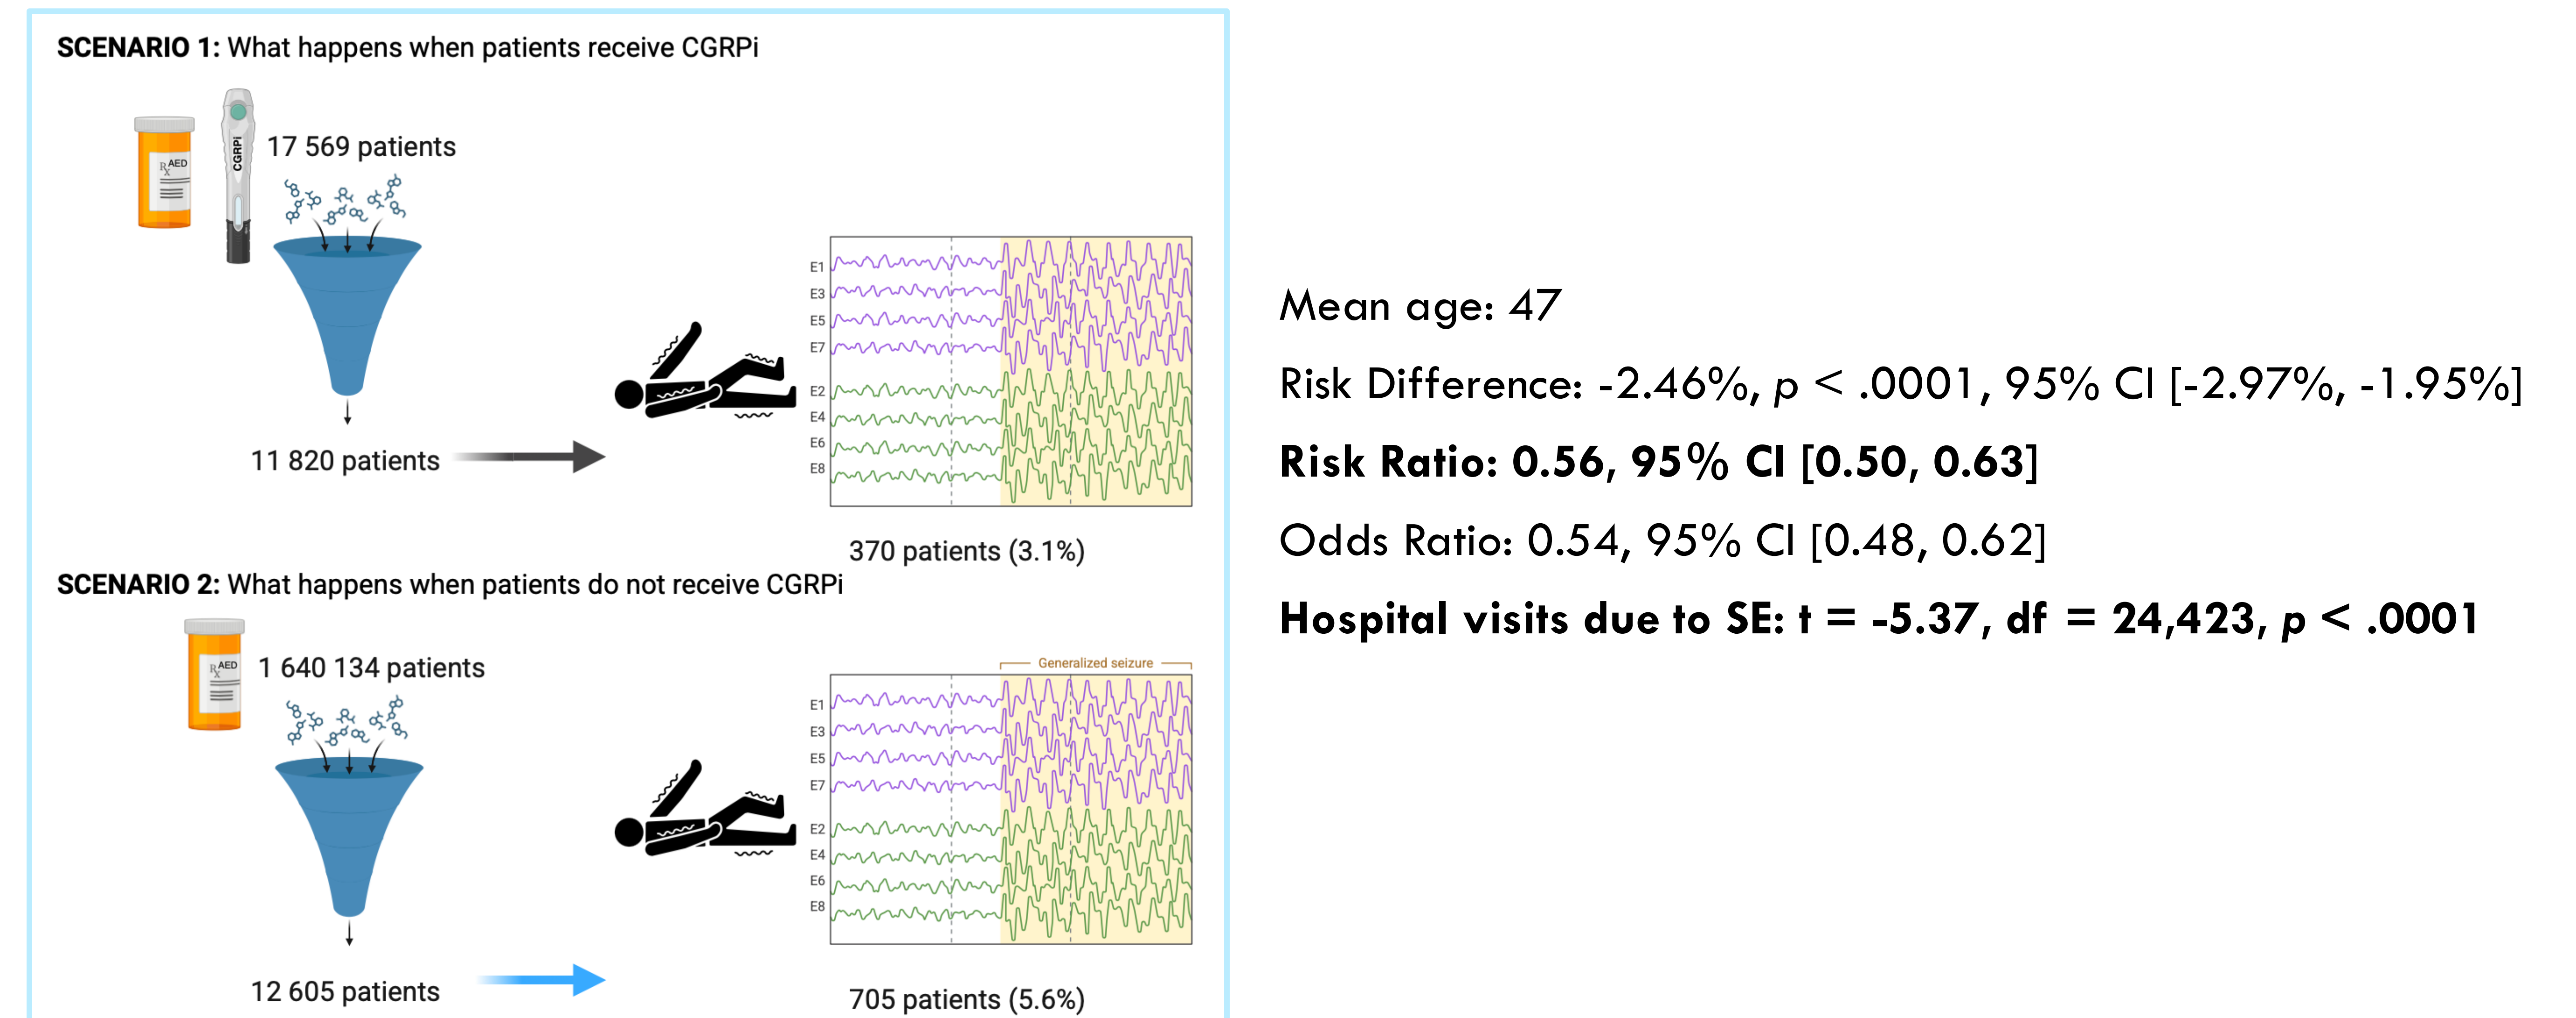 SCENARIO 1: What happens when patients receive CGRPi
Rx AED
CGRPi
17 569 patients
E1
E3
E5
E7
E2
E4
E6
E8
11 820 patients
370 patients (3.1%)
SCENARIO 2: What happens when patients do not receive CGRPi
Rx AED
1 640 134 patients
Generalized seizure
E1
E3
E5
E7
E2
E4
E6
E8
12 605 patients
705 patients (5.6%)
Mean age: 47
Risk Difference: -2.46%, p < .0001, 95% CI [-2.97%, -1.95%]
Risk Ratio: 0.56, 95% CI [0.50, 0.63]
Odds Ratio: 0.54, 95% CI [0.48, 0.62]
Hospital visits due to SE: t = -5.37, df = 24,423, p < .0001